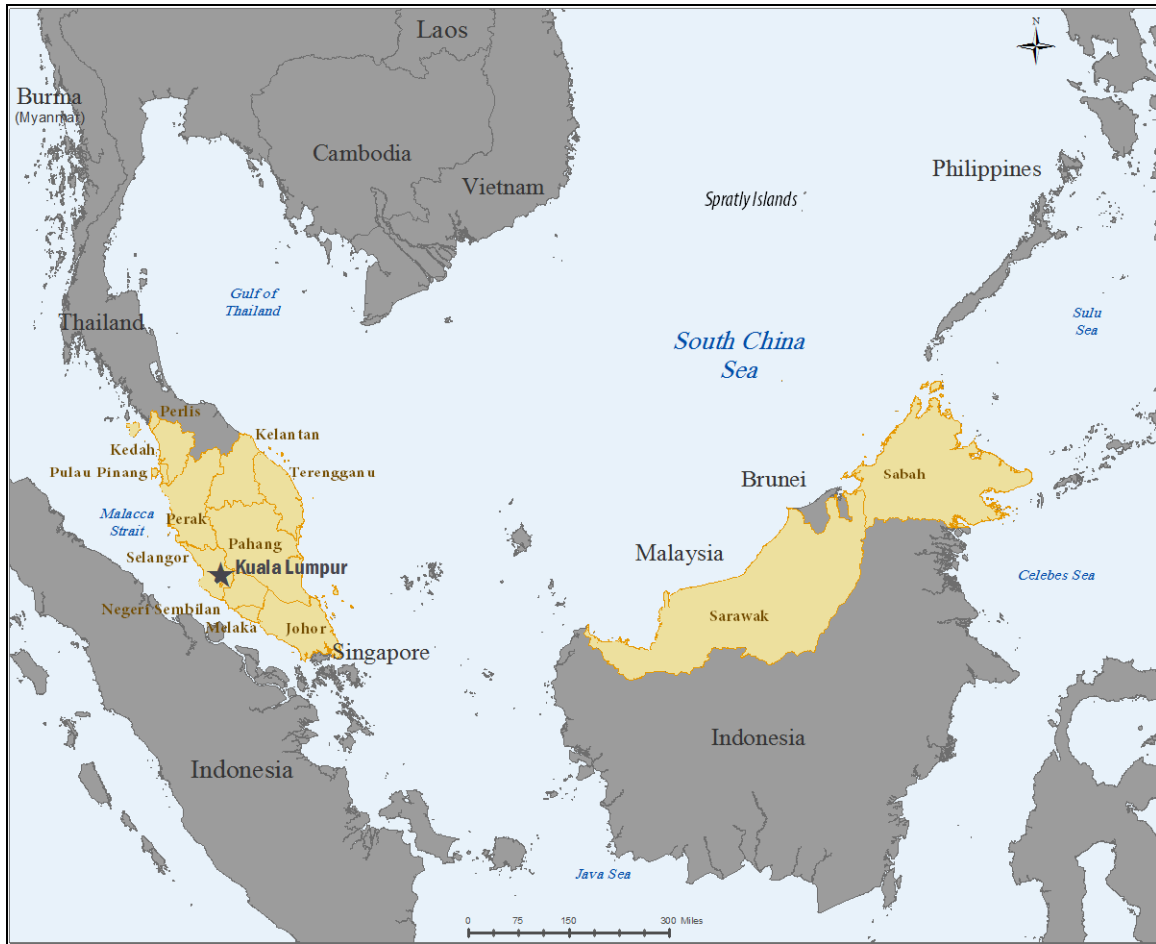 N
Laos
Burma
(Myanmar)
Cambodia
Vietnam
Philippines
Spratly Islands
Gulf of
Thailand
Thailand
Sulu
Sea
South China
Sea
Perlis
Kelantan
Kedah
Pulau Pinang
Terengganu
Sabah
Brunei
Malacca
Strait
Perak
Pahang
Malaysia
Selangor
Kuala Lumpur
Celebes Sea
Negeri Sembilan
Melaka
Johor
Sarawak
Singapore
Indonesia
Indonesia
Java Sea
0 75 150 300 Miles